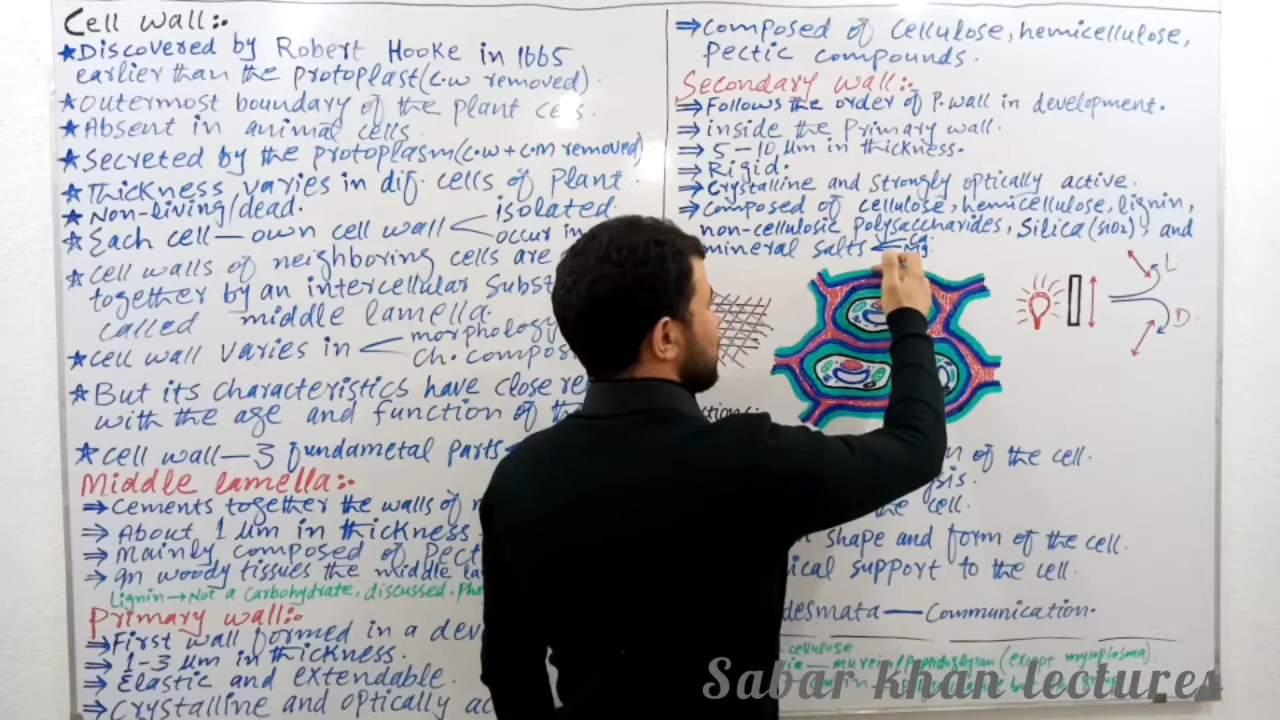 Cell wall:-
★Discovered by Robert Hooke in 1665
earlier than the protoplast(c.w removed).
★outermost boundary of the plant cells.
★Absent in animal cells.
★Secreted by the protoplasm(c.w+c.m removed)
★Thickness varies in dif. cells of Plant.
★Non-living/dead.
★Each cell—own cell wall < isolated
occur in
★cell walls of neighboring cells are
together by an intercellular Subst
called middle lamella.
★cell wall varies in < morphology
ch. composi
★But its characteristics have close re
with the age and function of th
★cell wall—3 fundametal parts
Middle lamella:-
⇒Cements together the walls of
⇒About 1 μm in thickness
⇒Mainly composed of Pect
⇒In woody tissues the middle la
Lignin→Not a carbohydrate, discussed, Phe
Primary wall:-
⇒First wall formed in a dev
⇒1-3 μm in thickness.
⇒Elastic and extendable.
⇒Crystalline and optically ac
⇒Composed of cellulose, hemicellulose,
Pectic compounds.
Secondary wall:-
⇒Follows the order of P.wall in development.
⇒inside the Primary wall.
⇒5-10 μm in thickness.
⇒Rigid.
⇒Crystalline and Strongly optically active.
⇒Composed of cellulose, hemicellulose, lignin,
non-cellulosic Polysaccharides, Silica(SiO2), and
mineral salts
L
D
ction:
n of the cell.
sis.
the cell.
shape and form of the cell.
ical support to the cell.
desmata—Communication.
cellulose
murein/Peptidoglycan (except mycoplasma).
Sabar khan lectures